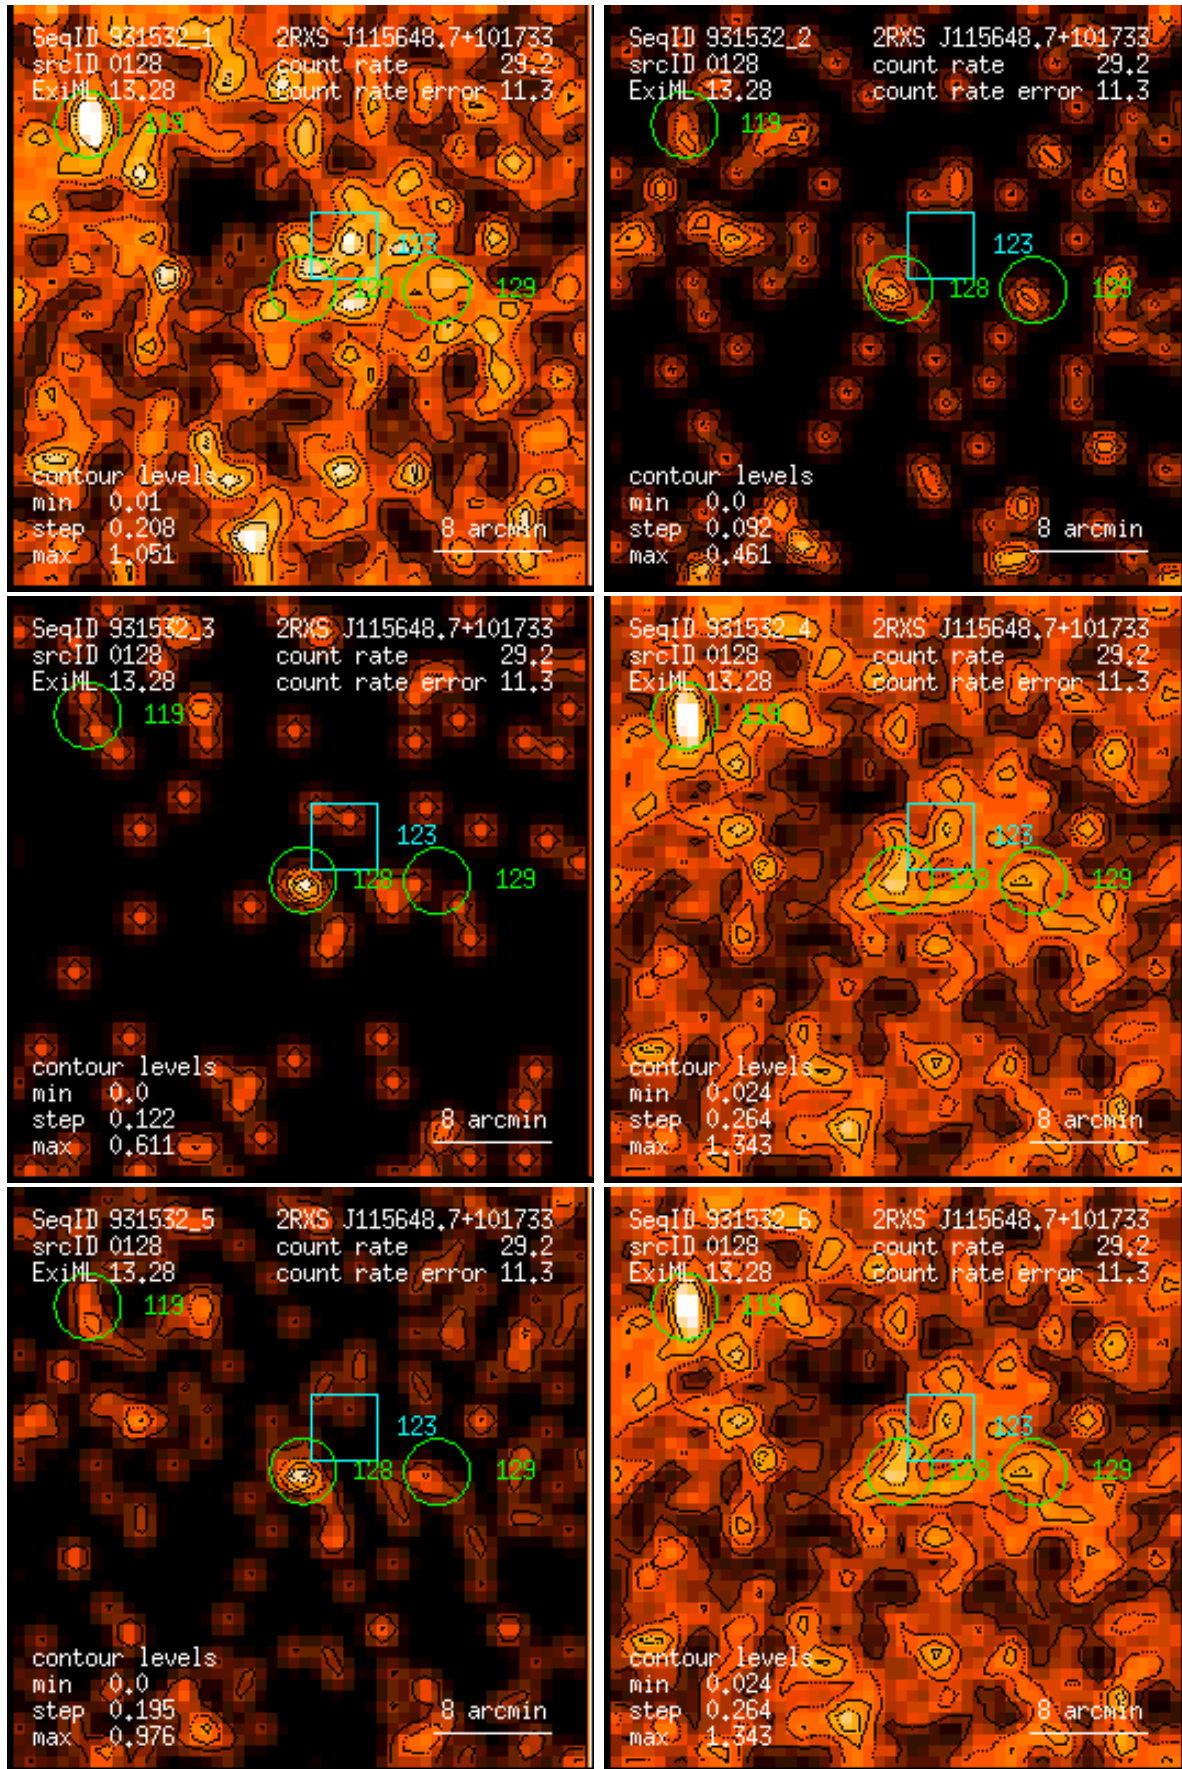 SeqID 931532_1 2RXS J115648.7+101733
srcID 0128 count rate 29.2
ExiML 13.28 count rate error 11.3
119
123
128 129
contour levels
min 0.01
step 0.208 8 arcmin
max 1.051
SeqID 931532_2 2RXS J115648.7+101733
srcID 0128 count rate 29.2
ExiML 13.28 count rate error 11.3
119
123
128 129
contour levels
min 0.0
step 0.092 8 arcmin
max 0.461
SeqID 931532_3 2RXS J115648.7+101733
srcID 0128 count rate 29.2
ExiML 13.28 count rate error 11.3
119
123
128 129
contour levels
min 0.0
step 0.122 8 arcmin
max 0.611
SeqID 931532_4 2RXS J115648.7+101733
srcID 0128 count rate 29.2
ExiML 13.28 count rate error 11.3
119
123
128 129
contour levels
min 0.024
step 0.264 8 arcmin
max 1.343
SeqID 931532_5 2RXS J115648.7+101733
srcID 0128 count rate 29.2
ExiML 13.28 count rate error 11.3
119
123
128 129
contour levels
min 0.0
step 0.195 8 arcmin
max 0.976
SeqID 931532_6 2RXS J115648.7+101733
srcID 0128 count rate 29.2
ExiML 13.28 count rate error 11.3
119
123
128 129
contour levels
min 0.024
step 0.264 8 arcmin
max 1.343